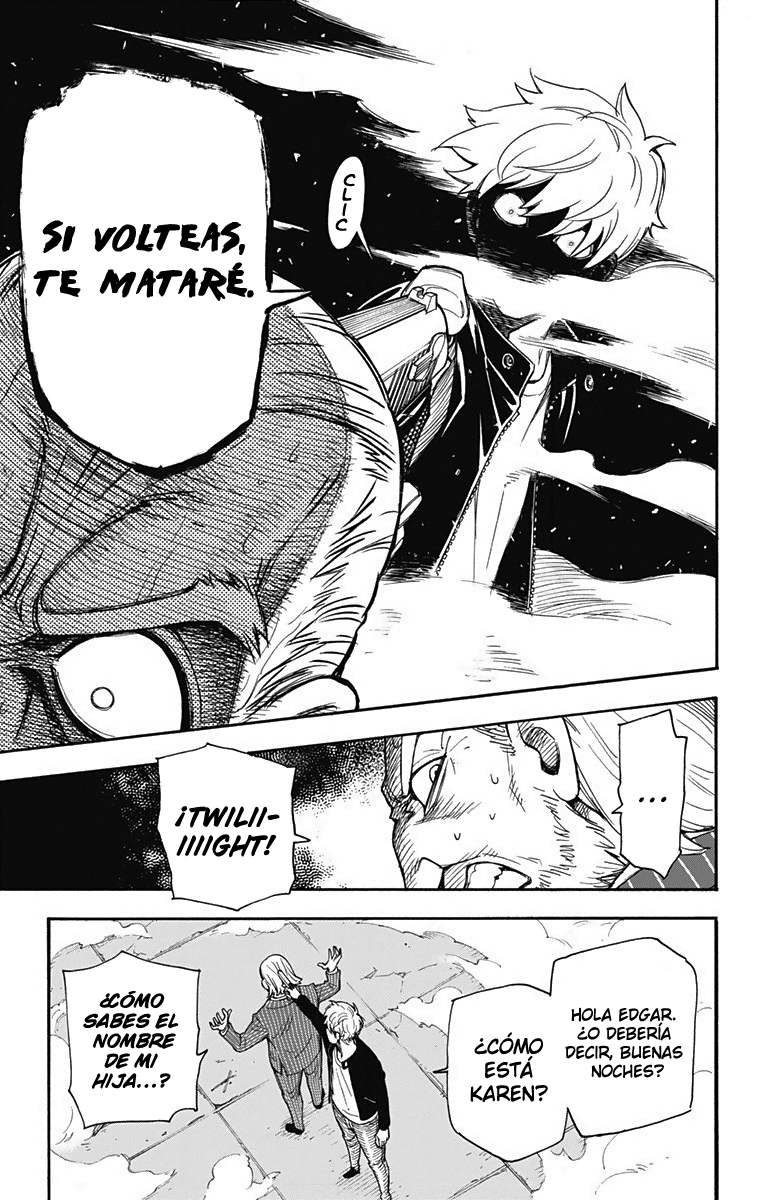 CLIC
SI VOLTEAS,
TE MATARÉ.
...
¡TWILII-
IIIIGHT!
HOLA EDGAR.
¿O DEBERÍA
DECIR, BUENAS
NOCHES?
¿CÓMO
ESTÁ
KAREN?
¿CÓMO
SABES EL
NOMBRE
DE MI
HIJA...?